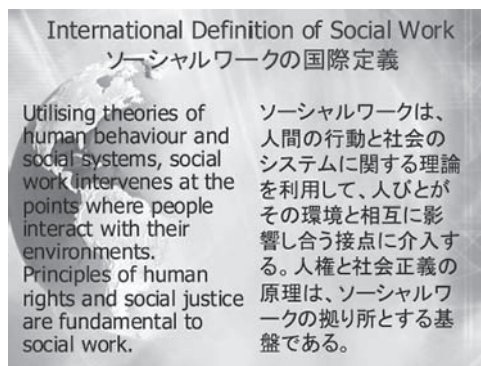 International Definition of Social Work
ソーシャルワークの国際定義
Utilising theories of
human behaviour and
social systems, social
work intervenes at the
points where people
interact with their
environments.
Principles of human
rights and social justice
are fundamental to
social work.
ソーシャルワークは、
人間の行動と社会の
システムに関する理論
を利用して、人びとが
その環境と相互に影
響し合う接点に介入す
る。人権と社会正義の
原理は、ソーシャルワ
ークの拠り所とする基
盤である。